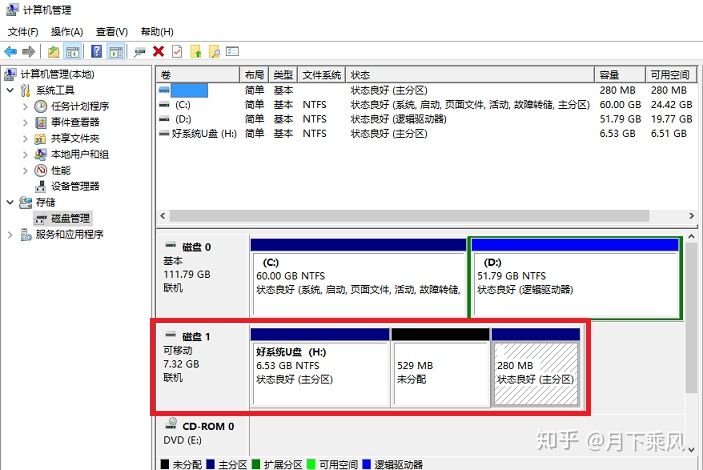 计算机管理
文件(F) 操作(A) 查看(V) 帮助(H)
计算机管理(本地)
系统工具
任务计划程序
事件查看器
共享文件夹
本地用户和组
性能
设备管理器
存储
磁盘管理
服务和应用程序
卷 布局 类型 文件系统 状态 容量 可用空间
简单 基本 状态良好 (主分区) 280 MB 280 MB
(C:) 简单 基本 NTFS 状态良好 (系统, 启动, 页面文件, 活动, 故障转储, 主分区) 60.00 GB 24.42 GB
(D:) 简单 基本 NTFS 状态良好 (逻辑驱动器) 51.79 GB 19.77 GB
好系统U盘 (H:) 简单 基本 NTFS 状态良好 (主分区) 6.53 GB 6.51 GB
磁盘 0
基本
111.79 GB
联机
(C:)
60.00 GB NTFS
状态良好 (系统, 启动, 页面文件, 活动, 故障转储,
(D:)
51.79 GB NTFS
状态良好 (逻辑驱动器)
磁盘 1
可移动
7.32 GB
联机
好系统U盘 (H:)
6.53 GB NTFS
状态良好 (主分区)
529 MB
未分配
280 MB
状态良好 (主分区)
CD-ROM 0
DVD (E:)
未分配 主分区 扩展分区 可用空间 逻辑驱动器
知乎 @月下乘风